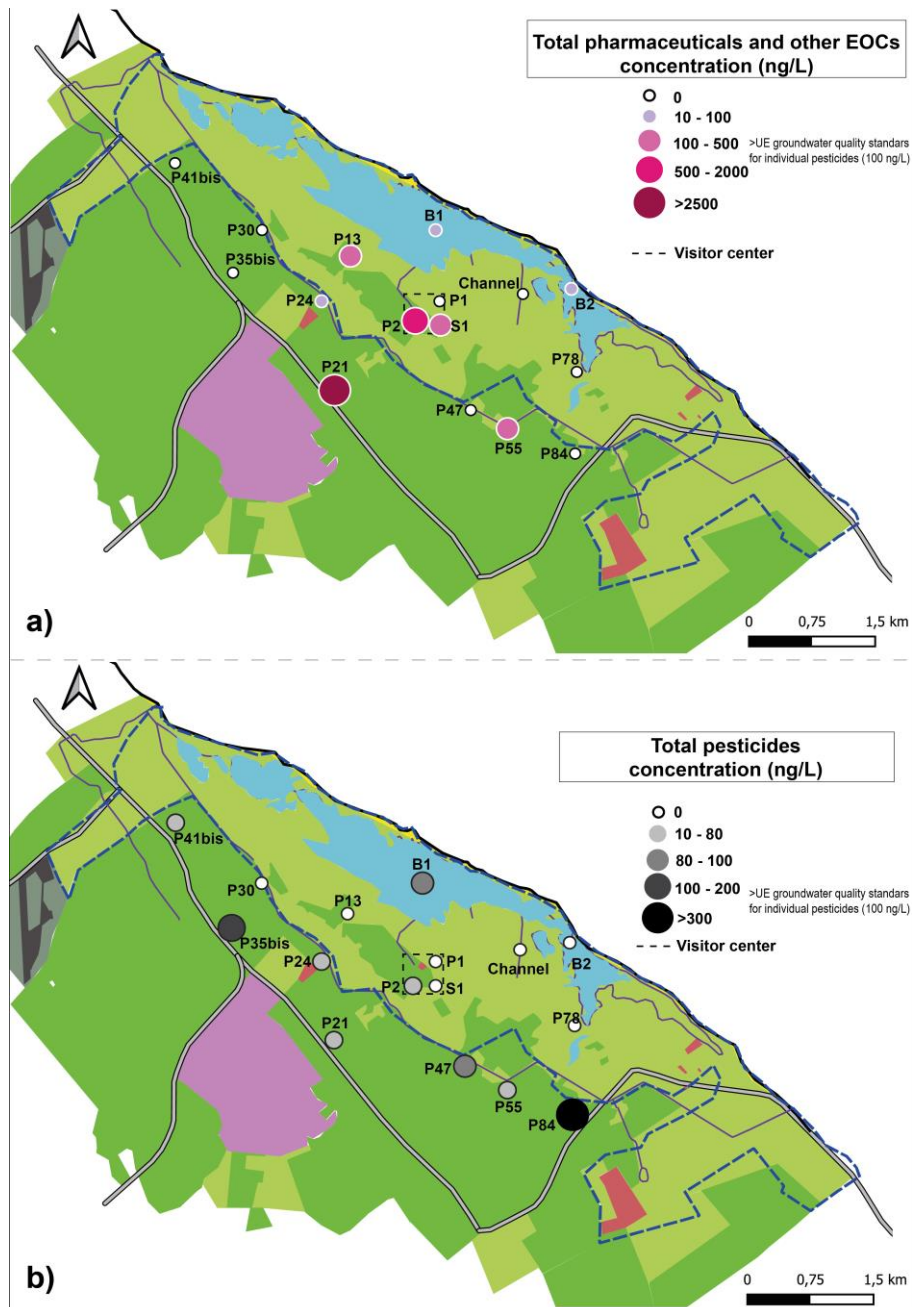 Total pharmaceuticals and other EOCs
concentration (ng/L)
0
10 - 100
100 - 500
>UE groundwater quality standars
for individual pesticides (100 ng/L)
500 - 2000
>2500
Visitor center
P41bis
P30
P13
B1
P35bis
Channel
P24
P1
B2
P2
S1
P21
P78
P47
P55
P84
a)
0
0,75
1,5 km
Total pesticides
concentration (ng/L)
0
10 - 80
80 - 100
100 - 200
>UE groundwater quality standars
for individual pesticides (100 ng/L)
>300
Visitor center
P41bis
B1
P30
P13
P35bis
B2
P24
P1
Channel
P2
S1
P78
P21
P47
P55
P84
b)
0
0,75
1,5 km